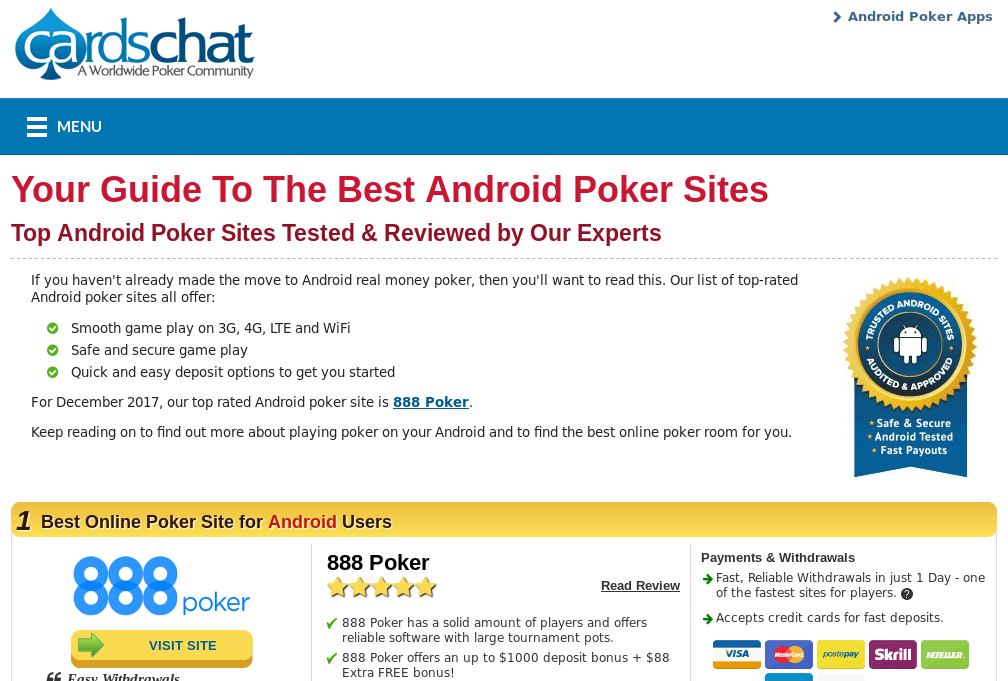 cardschat
A Worldwide Poker Community
Android Poker Apps
MENU
Your Guide To The Best Android Poker Sites
Top Android Poker Sites Tested & Reviewed by Our Experts
If you haven't already made the move to Android real money poker, then you'll want to read this. Our list of top-rated
Android poker sites all offer:
Smooth game play on 3G, 4G, LTE and WiFi
Safe and secure game play
Quick and easy deposit options to get you started
For December 2017, our top rated Android poker site is 888 Poker.
Keep reading on to find out more about playing poker on your Android and to find the best online poker room for you.
TRUSTED ANDROID SITES
AUDITED & APPROVED
Safe & Secure
Android Tested
Fast Payouts
1 Best Online Poker Site for Android Users
888 poker
VISIT SITE
“ Easy Withdrawals
888 Poker
Read Review
888 Poker has a solid amount of players and offers
reliable software with large tournament pots.
888 Poker offers an up to $1000 deposit bonus + $88
Extra FREE bonus!
Payments & Withdrawals
Fast, Reliable Withdrawals in just 1 Day - one
of the fastest sites for players. ?
Accepts credit cards for fast deposits.
VISA
MasterCard
postepay
Skrill
NETELLER